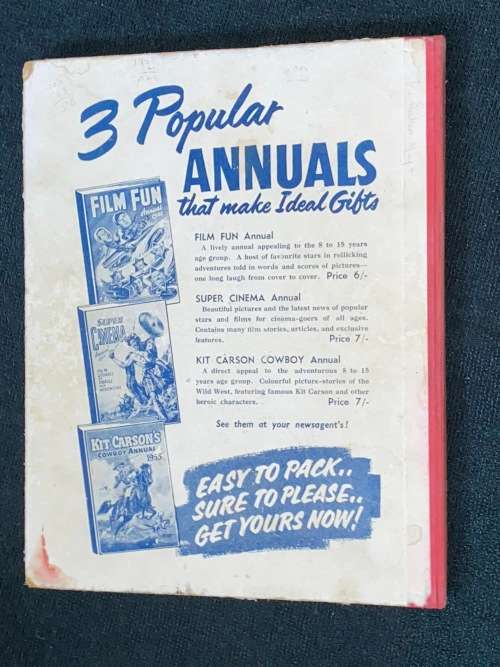 3 Popular
ANNUALS
that make Ideal Gifts
FILM FUN
SUPER
CINEMA
KIT CARSON'S
COWBOY ANNUAL
1955
FILM FUN Annual
A lively annual appealing to the 8 to 15 years
age group. A host of favourite stars in rollicking
adventures told in words and scores of pictures—
one long laugh from cover to cover. Price 6/-
SUPER CINEMA Annual
Beautiful pictures and the latest news of popular
stars and films for cinema-goers of all ages.
Contains many film stories, articles, and exclusive
features. Price 7/-
KIT CARSON COWBOY Annual
A direct appeal to the adventurous 8 to 15
years age group. Colourful picture-stories of the
Wild West, featuring famous Kit Carson and other
heroic characters. Price 7/-
See them at your newsagent's!
EASY TO PACK..
SURE TO PLEASE..
GET YOURS NOW!